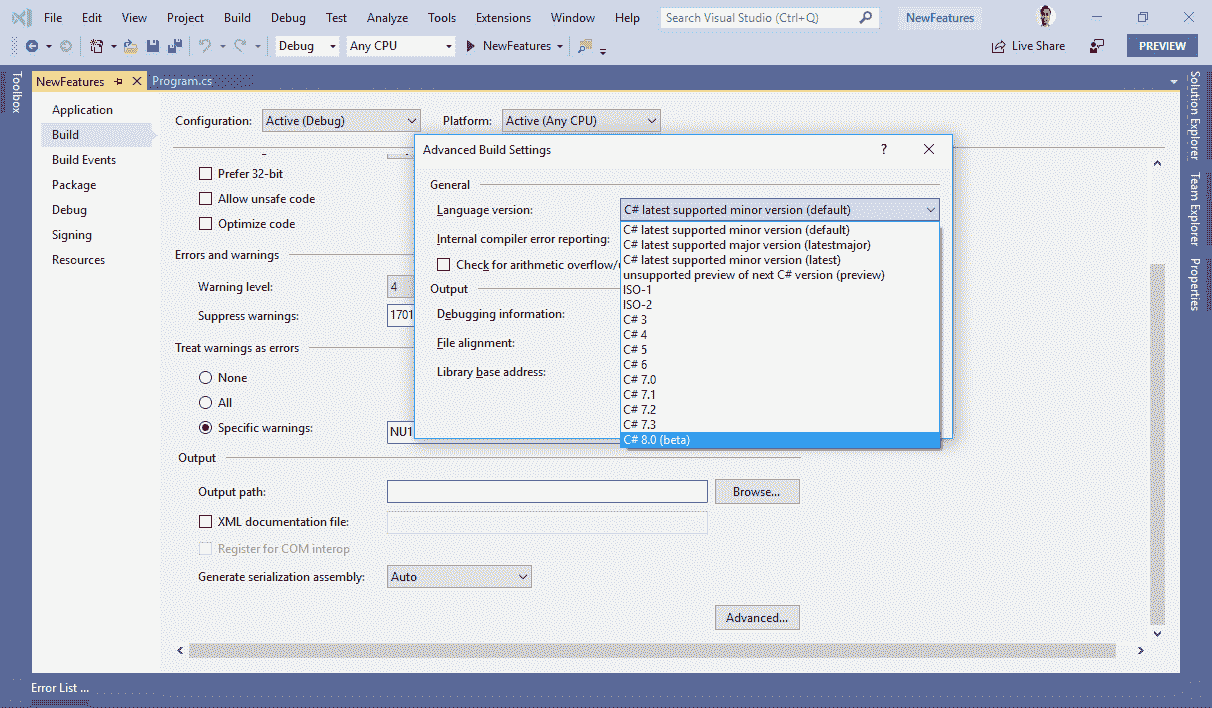 File Edit View Project Build Debug Test Analyze Tools Extensions Window Help Search Visual Studio (Ctrl+Q) NewFeatures
Debug Any CPU NewFeatures Live Share PREVIEW
Toolbox
NewFeatures Program.cs
Solution Explorer
Team Explorer
Properties
Application
Build
Build Events
Package
Debug
Signing
Resources
Configuration: Active (Debug) Platform: Active (Any CPU)
Prefer 32-bit
Allow unsafe code
Optimize code
Errors and warnings
Warning level: 4
Suppress warnings: 1701
Treat warnings as errors
None
All
Specific warnings: NU1
Output
Output path: Browse...
XML documentation file:
Register for COM interop
Generate serialization assembly: Auto
Advanced...
Advanced Build Settings ?
General
Language version: C# latest supported minor version (default)
Internal compiler error reporting:
Check for arithmetic overflow/
Output
Debugging information:
File alignment:
Library base address:
C# latest supported minor version (default)
C# latest supported major version (latestmajor)
C# latest supported minor version (latest)
unsupported preview of next C# version (preview)
ISO-1
ISO-2
C# 3
C# 4
C# 5
C# 6
C# 7.0
C# 7.1
C# 7.2
C# 7.3
C# 8.0 (beta)
Error List ...